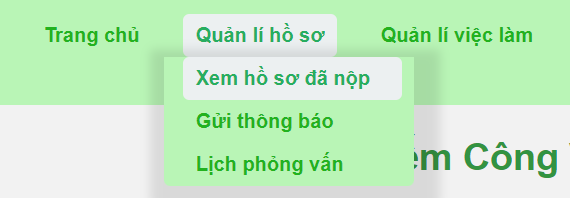 Trang chủ Quản lí hồ sơ Quản lí việc làm
Xem hồ sơ đã nộp
Gửi thông báo
Lịch phỏng vấn
Công